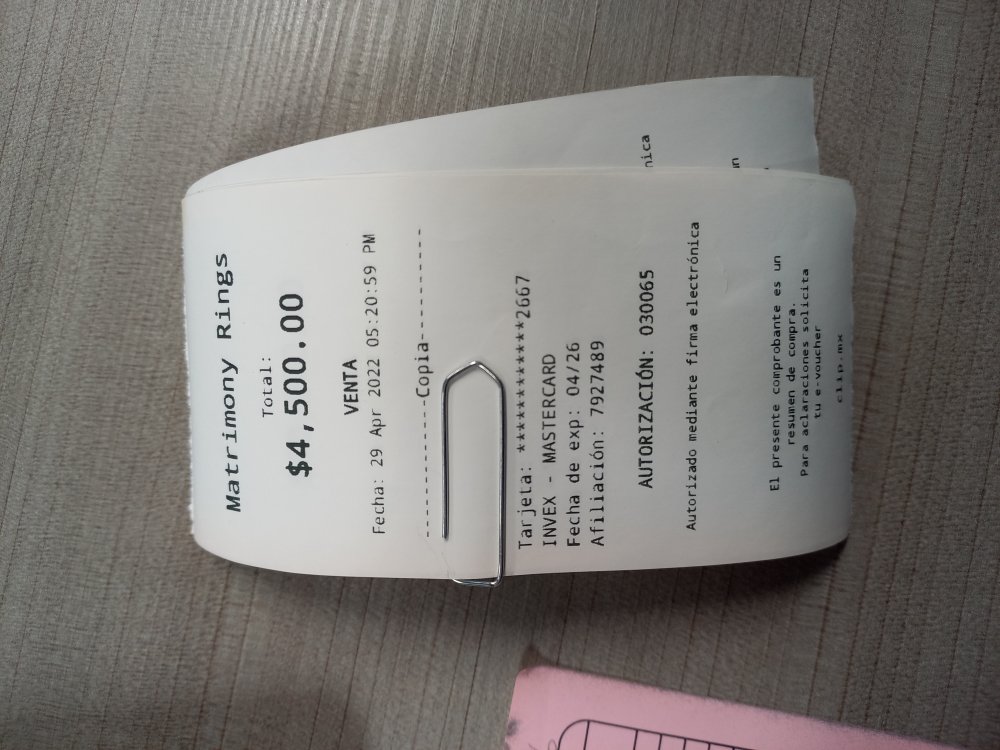 Matrimony Rings
Total:
$4,500.00
VENTA
Fecha: 29 Apr 2022 05:20:59 PM
-----------Copia-----------
Tarjeta: ************2667
INVEX - MASTERCARD
Fecha de exp: 04/26
Afiliación: 7927489
AUTORIZACIÓN: 030065
Autorizado mediante firma electrónica
El presente comprobante es un
resumen de compra.
Para aclaraciones solicita
tu e-voucher
clip.mx
nica
un